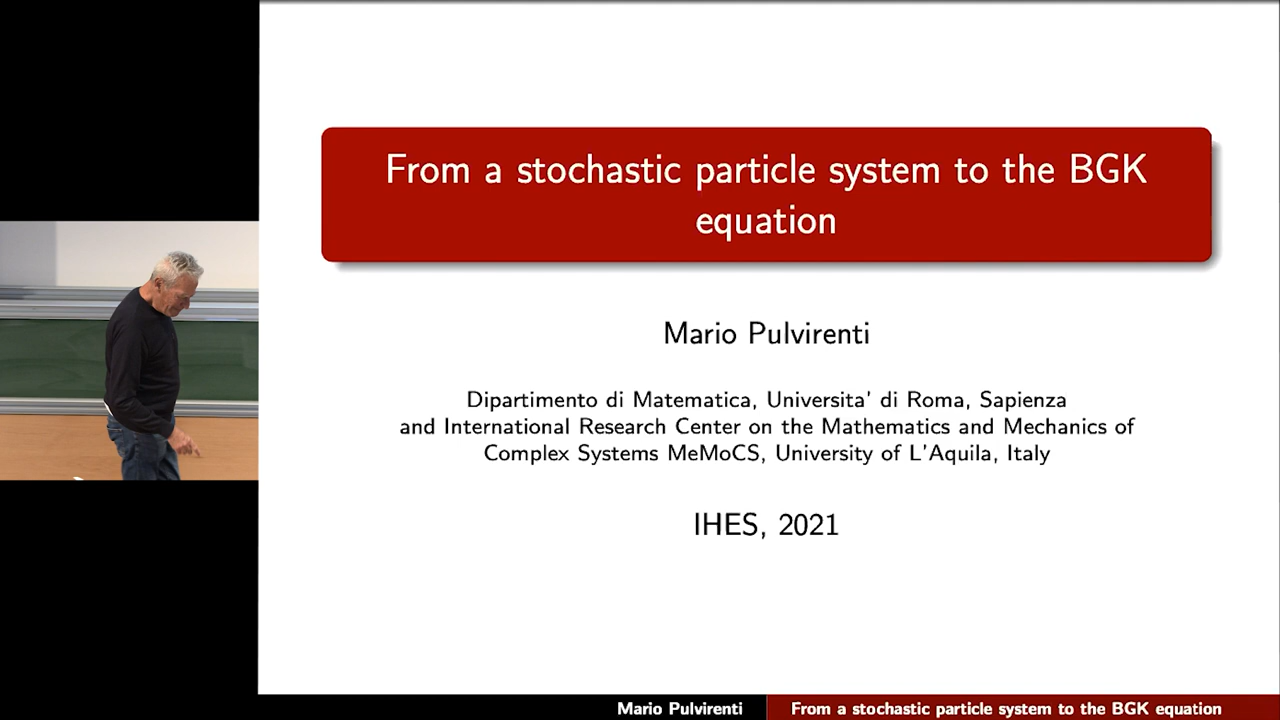 From a stochastic particle system to the BGK
equation
Mario Pulvirenti
Dipartimento di Matematica, Universita' di Roma, Sapienza
and International Research Center on the Mathematics and Mechanics of
Complex Systems MeMoCS, University of L'Aquila, Italy
IHES, 2021
Mario Pulvirenti
From a stochastic particle system to the BGK equation